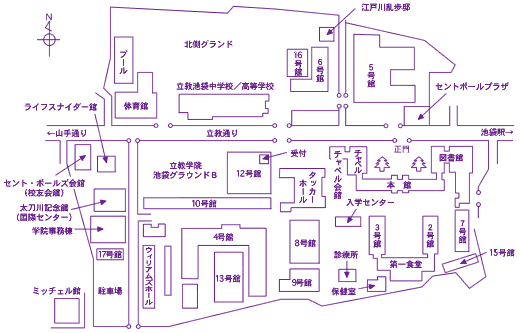 N
江戸川乱歩邸
北側グランド
プール
16号館
6号館
5号館
立教池袋中学校／高等学校
体育館
セントポールプラザ
ライフスナイダー館
←山手通り
立教通り
池袋駅→
正門
受付
立教学院
池袋グラウンドB
12号館
チャペル会館
チャペル
図書館
本館
セント・ポールズ会館
(校友会館)
タッカーホール
太刀川記念館
(国際センター)
10号館
入学センター
学院事務棟
4号館
8号館
3号館
2号館
7号館
17号館
ウィリアムズホール
診療所
第一食堂
15号館
13号館
9号館
保健室
ミッチェル館
駐車場